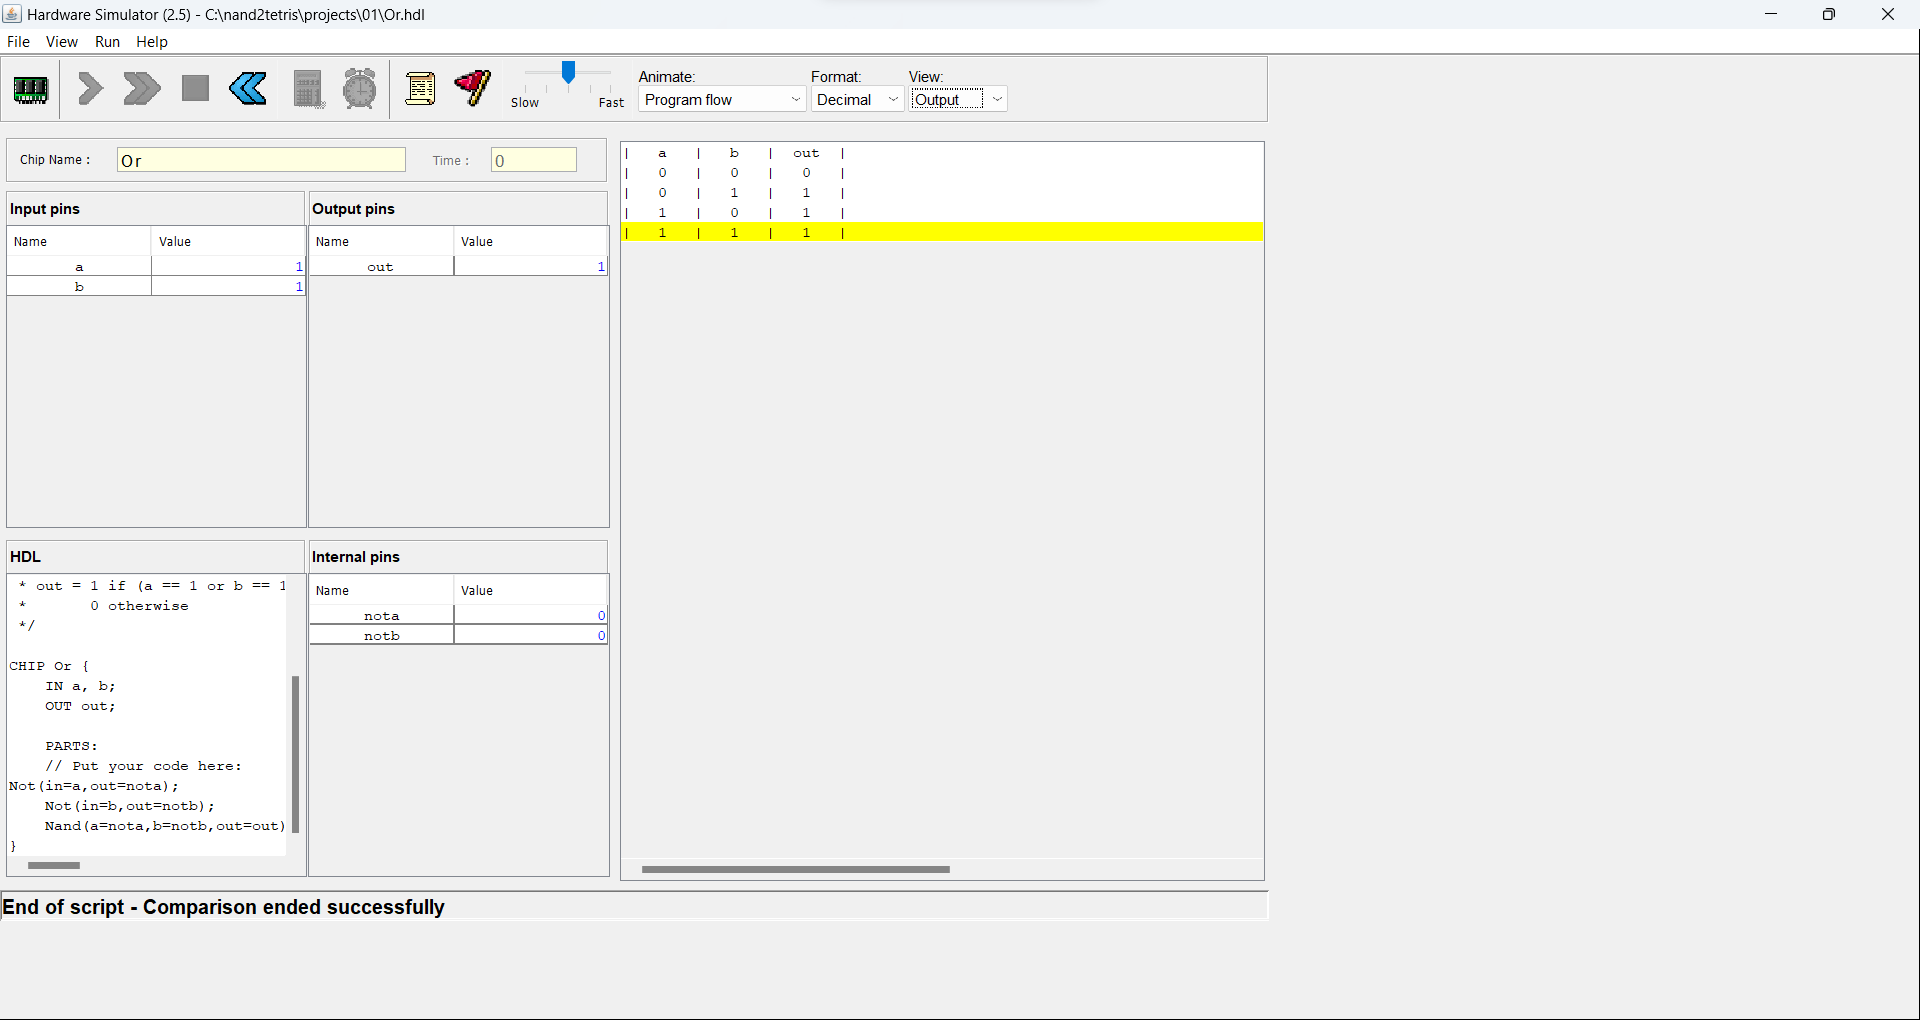 Hardware Simulator (2.5) - C:\nand2tetris\projects\01\Or.hdl
File View Run Help
Slow Fast
Animate:
Program flow
Format:
Decimal
View:
Output
Chip Name : Or Time : 0
Input pins
Name Value
a 1
b 1
Output pins
Name Value
out 1
HDL
* out = 1 if (a == 1 or b == 1
* 0 otherwise
*/
CHIP Or {
IN a, b;
OUT out;
PARTS:
// Put your code here:
Not(in=a,out=nota);
Not(in=b,out=notb);
Nand(a=nota,b=notb,out=out)
}
Internal pins
Name Value
nota 0
notb 0
| a | b | out |
| 0 | 0 | 0 |
| 0 | 1 | 1 |
| 1 | 0 | 1 |
| 1 | 1 | 1 |
End of script - Comparison ended successfully